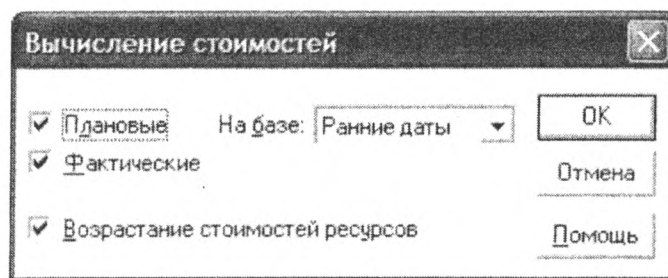 Вычисление стоимостей
Плановые На базе: Ранние даты OK
Фактические
Отмена
Возрастание стоимостей ресурсов Помощь